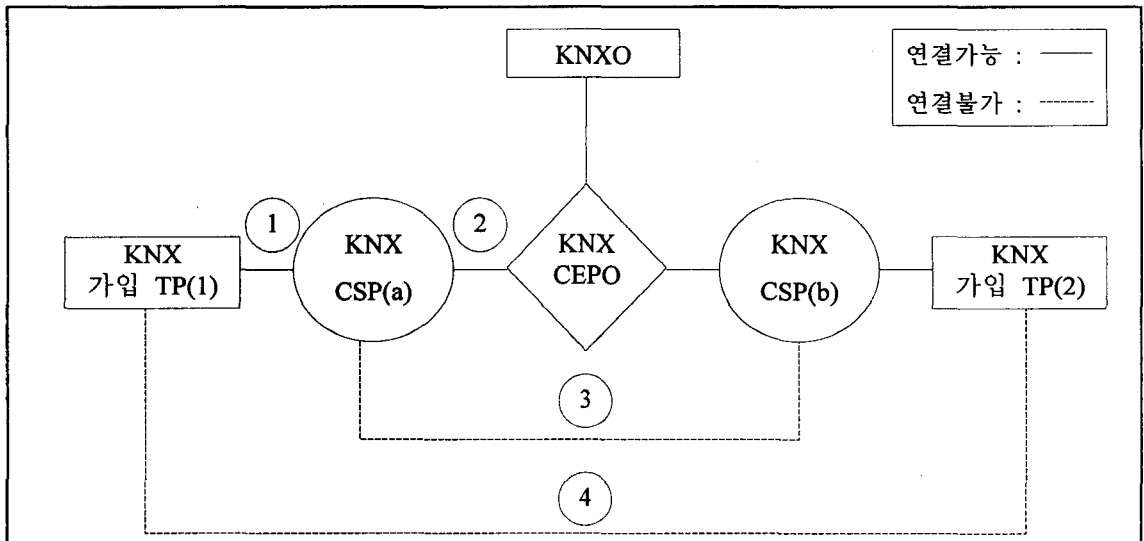 KNXO
연결가능 :
연결불가 :
1
2
KNX
가입 TP(1)
KNX
CSP(a)
KNX
CEPO
KNX
CSP(b)
KNX
가입 TP(2)
3
4